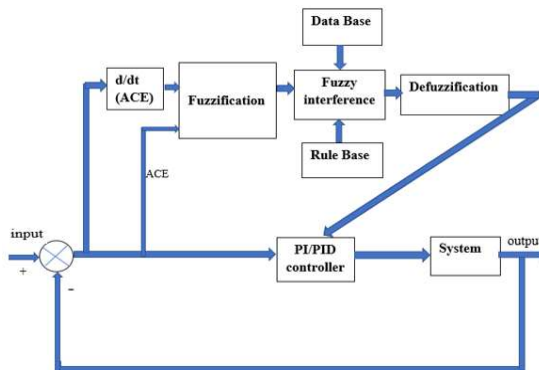 Data Base
d/dt
(ACE)
Fuzzification
Fuzzy
interference
Defuzzification
Rule Base
ACE
input
+
-
PI/PID
controller
System
output